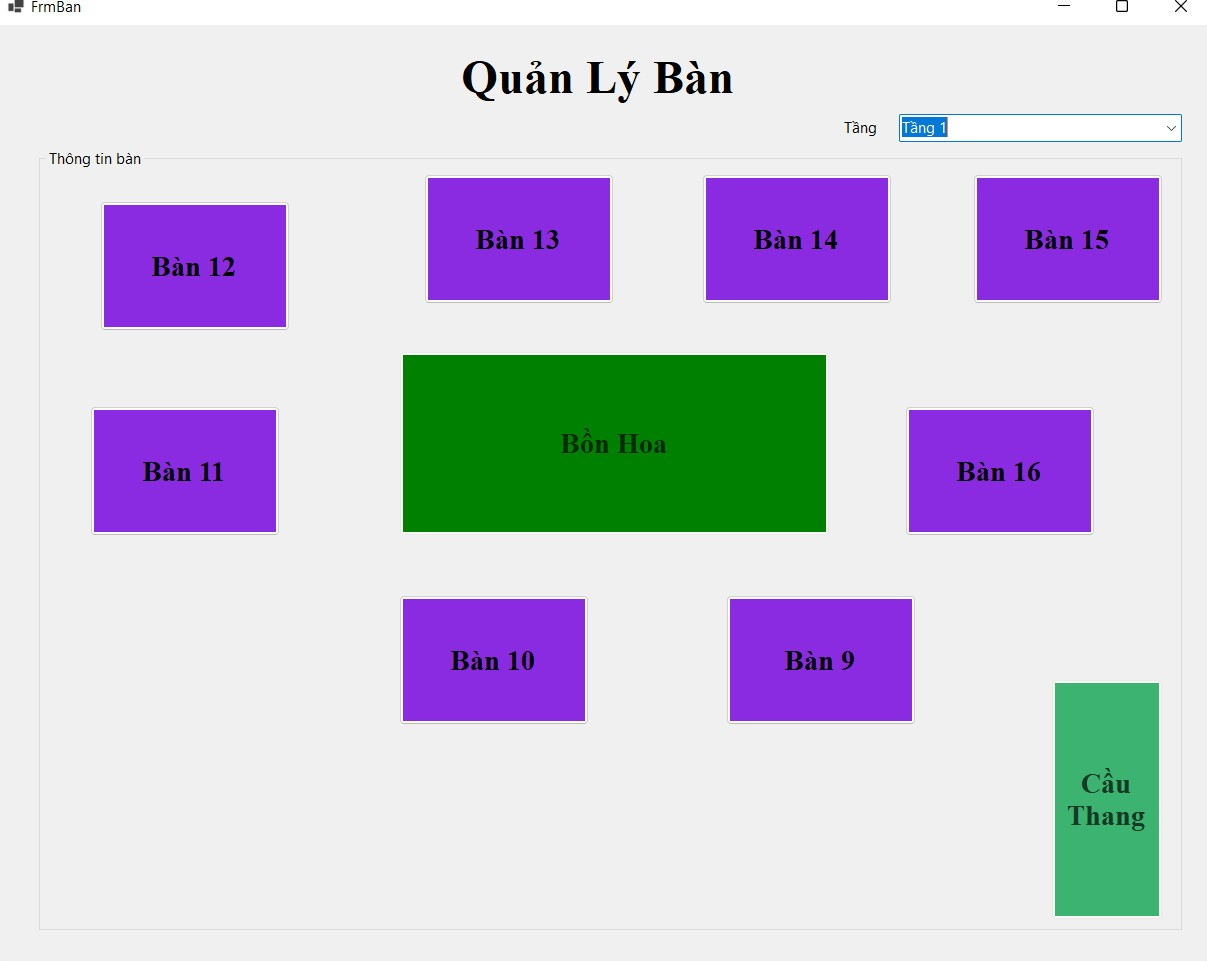 FrmBan
Quản Lý Bàn
Tầng
Tầng 1
Thông tin bàn
Bàn 12
Bàn 13
Bàn 14
Bàn 15
Bàn 11
Bồn Hoa
Bàn 16
Bàn 10
Bàn 9
Cầu
Thang